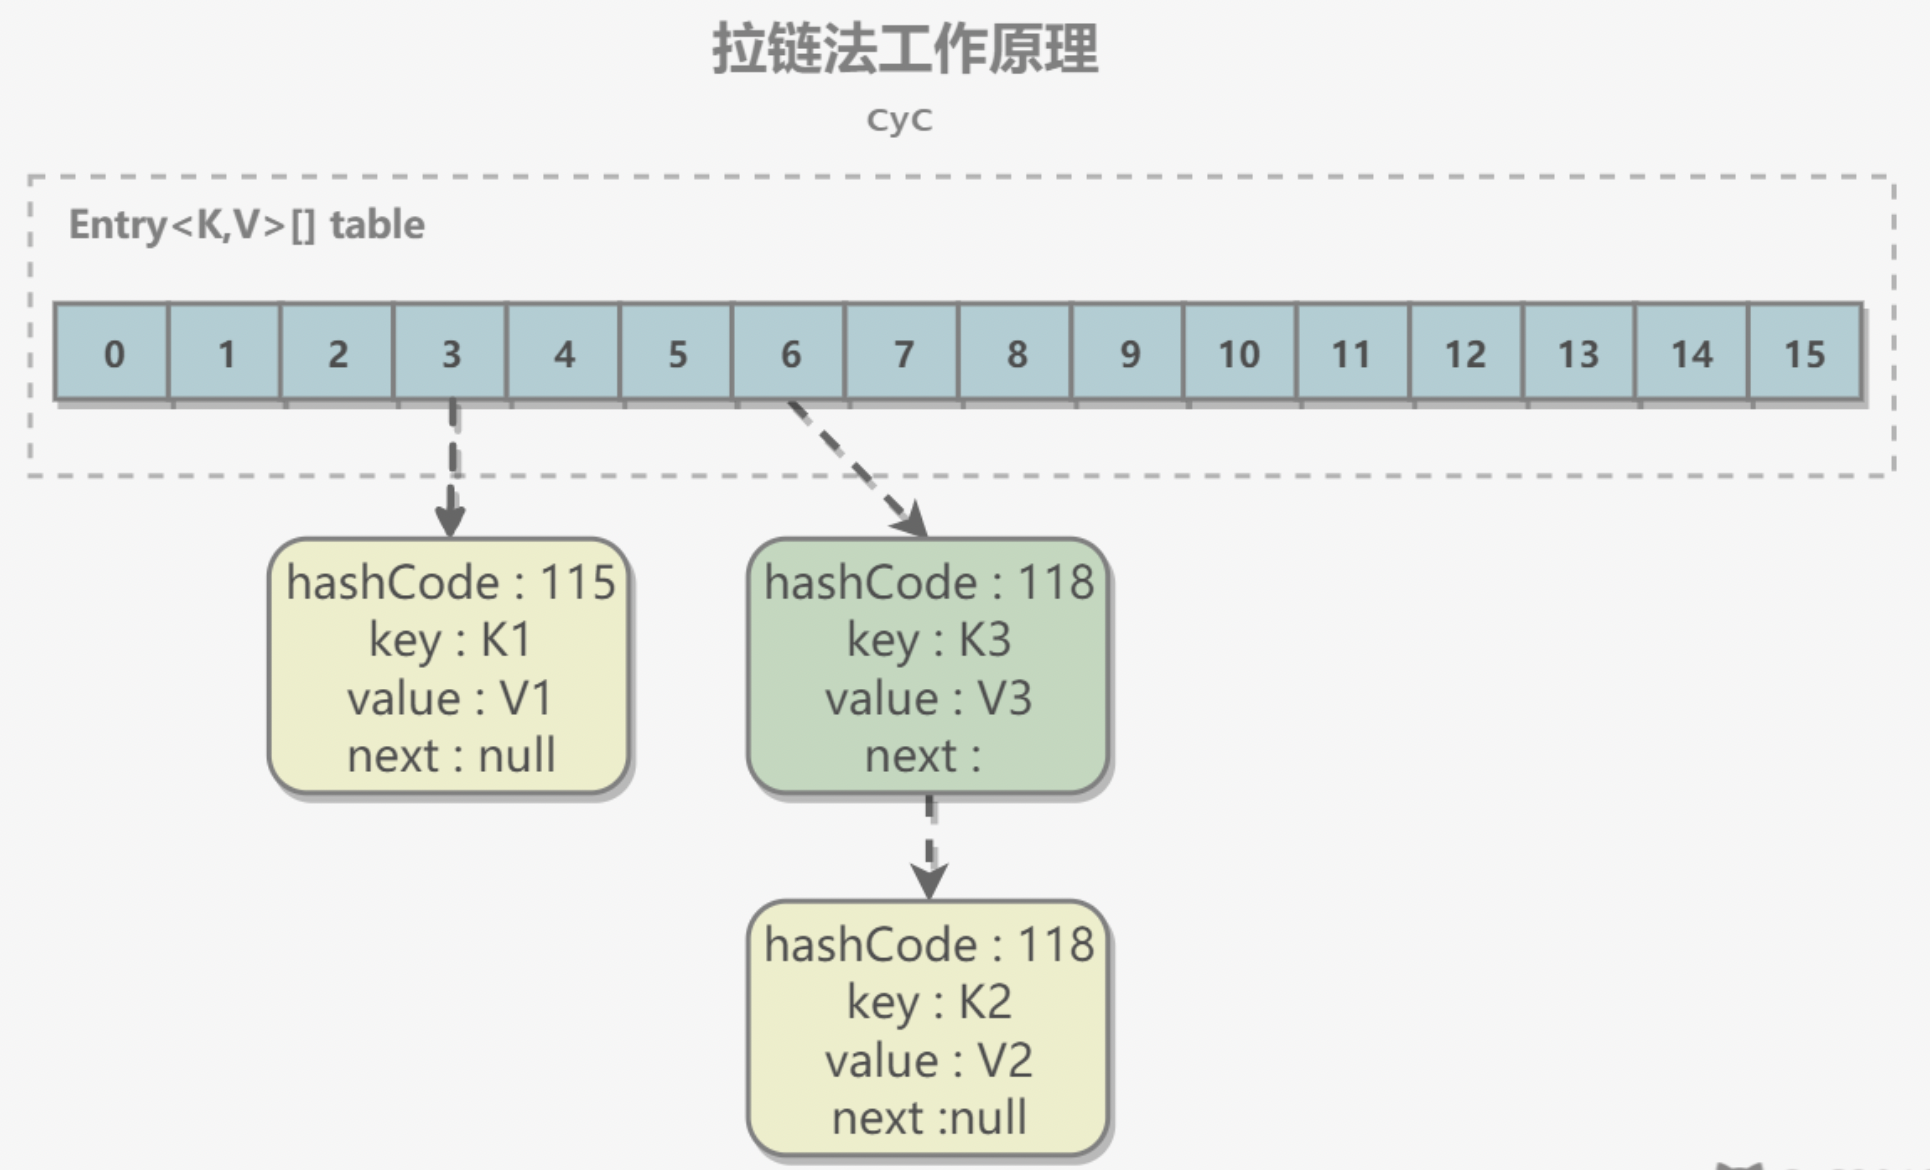 拉链法工作原理
CyC
Entry<K,V>[] table
0 1 2 3 4 5 6 7 8 9 10 11 12 13 14 15
hashCode : 115
key : K1
value : V1
next : null
hashCode : 118
key : K3
value : V3
next :
hashCode : 118
key : K2
value : V2
next :null